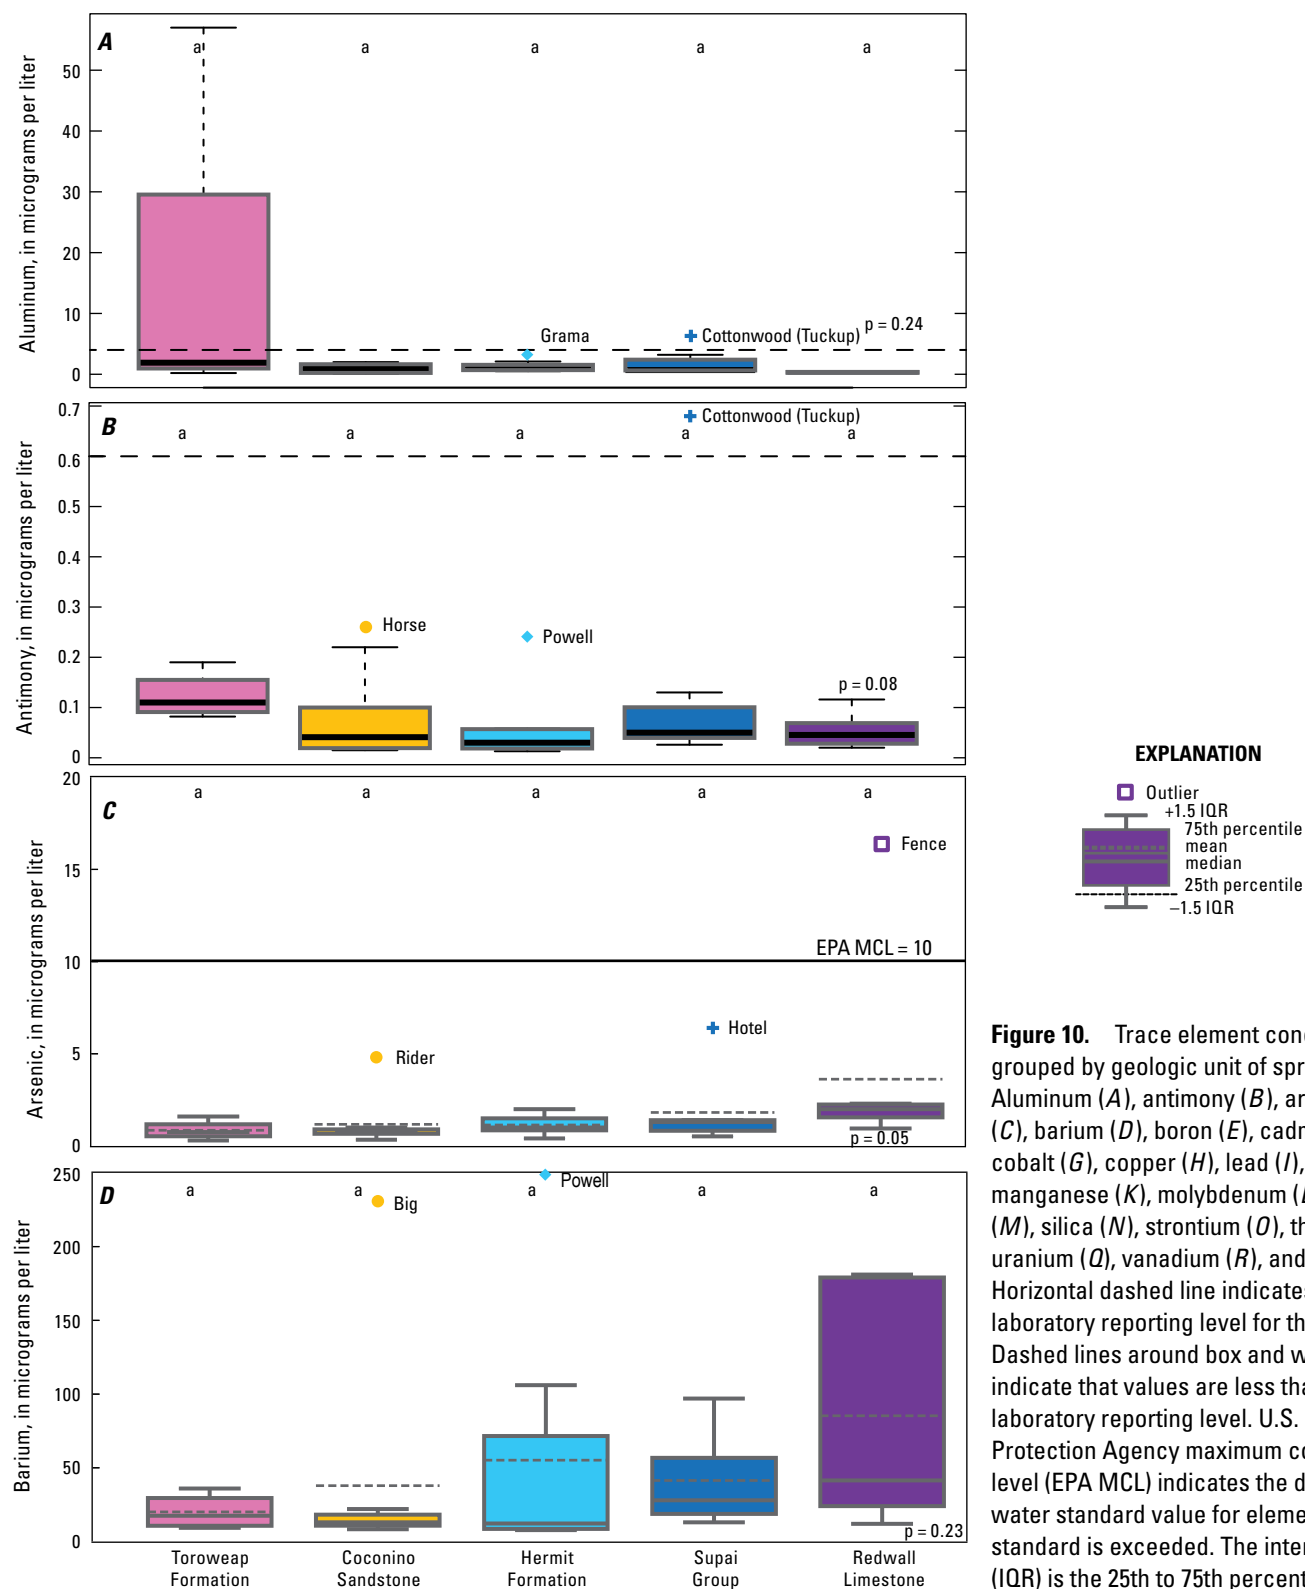 A
a a a a a
Aluminum, in micrograms per liter
50
40
30
20
10
0
Grama
Cottonwood (Tuckup)
p = 0.24
B
a a a a a
Antimony, in micrograms per liter
0.7
0.6
0.5
0.4
0.3
0.2
0.1
0
Cottonwood (Tuckup)
Horse
Powell
p = 0.08
C
a a a a a
Arsenic, in micrograms per liter
20
15
10
5
0
Fence
EPA MCL = 10
Hotel
Rider
p = 0.05
D
a a a a a
Barium, in micrograms per liter
250
200
150
100
50
0
Big
Powell
p = 0.23
Toroweap
Formation
Coconino
Sandstone
Hermit
Formation
Supai
Group
Redwall
Limestone
EXPLANATION
Outlier
+1.5 IQR
75th percentile
mean
median
25th percentile
–1.5 IQR
Figure 10. Trace element conc
grouped by geologic unit of spr
Aluminum (A), antimony (B), ar
(C), barium (D), boron (E), cadm
cobalt (G), copper (H), lead (I),
manganese (K), molybdenum (
(M), silica (N), strontium (O), th
uranium (Q), vanadium (R), and
Horizontal dashed line indicates
laboratory reporting level for th
Dashed lines around box and w
indicate that values are less tha
laboratory reporting level. U.S.
Protection Agency maximum co
level (EPA MCL) indicates the d
water standard value for eleme
standard is exceeded. The inter
(IQR) is the 25th to 75th percent